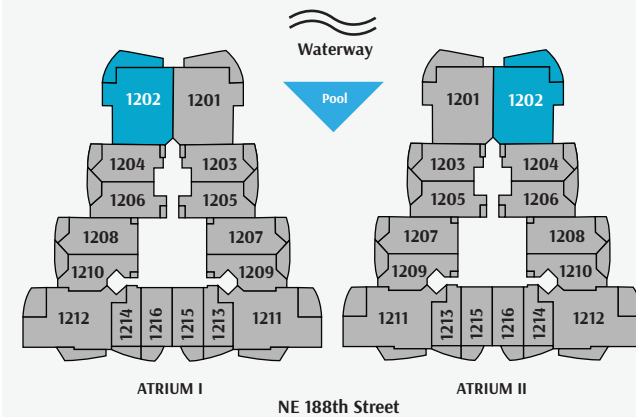 Waterway
Pool
1202 1201
1204 1203
1206 1205
1208 1207
1210 1209
1212 1214 1216 1215 1213 1211
ATRIUM I
1201 1202
1203 1204
1205 1206
1207 1208
1209 1210
1211 1213 1215 1216 1214 1212
ATRIUM II
NE 188th Street